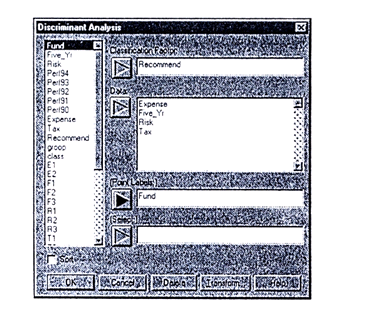 Discriminant Analysis
Fund
Five_Yr
Risk
Perf94
Perf93
Perf92
Perf91
Perf90
Expense
Tax
Recommend
group
class
E1
E2
F1
F2
F3
R1
R2
R3
T1
Sort
Classification Factor:
Recommend
Data:
Expense
Five_Yr
Risk
Tax
Point Labels:
Fund
Select:
OK
Cancel
Delete
Transform...
Help